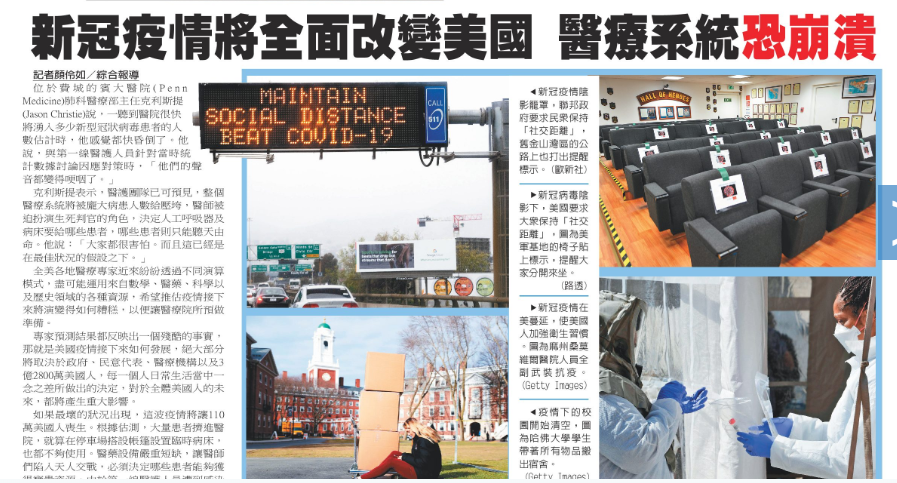 新冠疫情將全面改變美國 醫療系統恐崩潰
記者顏伶如／綜合報導
位於費城的賓大醫院(Penn
Medicine)肺科醫療部主任克利斯提
(Jason Christie)說，一聽到醫院很快
將湧入多少新型冠狀病毒患者的人
數估計時，他感覺都快昏倒了。他
說，與第一線醫護人員針對當時統
計數據討論因應對策時，「他們的聲
音都變得哽咽了。」
克利斯提表示，醫護團隊已可預見，整個
醫療系統將被龐大病患人數給壓垮，醫師被
迫扮演生死判官的角色，決定人工呼吸器及
病床要給哪些患者，哪些患者則只能聽天由
命。他說：「大家都很害怕。而且這已經是
在最佳狀況的假設之下。」
全美各地醫療專家近來紛紛透過不同演算
模式，盡可能運用來自數學、醫藥、科學以
及歷史領域的各種資源，希望推估疫情接下
來將演變得如何糟糕，以便讓醫療院所預做
準備。
專家預測結果都反映出一個殘酷的事實，
那就是美國疫情接下來如何發展，絕大部分
將取決於政府、民意代表、醫療機構以及3
億2800萬美國人，每一個人日常生活當中一
念之差所做出的決定，對於全體美國人的未
來，都將產生重大影響。
如果最壞的狀況出現，這波疫情將讓110
萬美國人喪生。根據估測，大量患者擠進醫
院，就算在停車場搭設帳篷設置臨時病床，
也都不夠使用。醫藥設備嚴重短缺，讓醫師
們陷入天人交戰，必須決定哪些患者能夠獲
MAINTAIN
SOCIAL DISTANCE
BEAT COVID-19
CALL
511
◀新冠疫情陰
影籠罩，聯邦政
府要求民眾保持
「社交距離」，
舊金山灣區的公
路上也打出提醒
標示。(歐新社)
▶新冠病毒陰
影下，美國要求
大眾保持「社交
距離」，圖為美
軍基地的椅子貼
上標示，提醒大
家分開來坐。
(路透)
▶新冠疫情在
美蔓延，使美國
人加強衛生習慣
。圖為麻州桑莫
維爾醫院人員全
副武裝抗疫。
(Getty Images)
◀疫情下的校
園開始清空，圖
為哈佛大學學生
帶著所有物品搬
出宿舍。
(Getty Images)
HALL OF HEROES